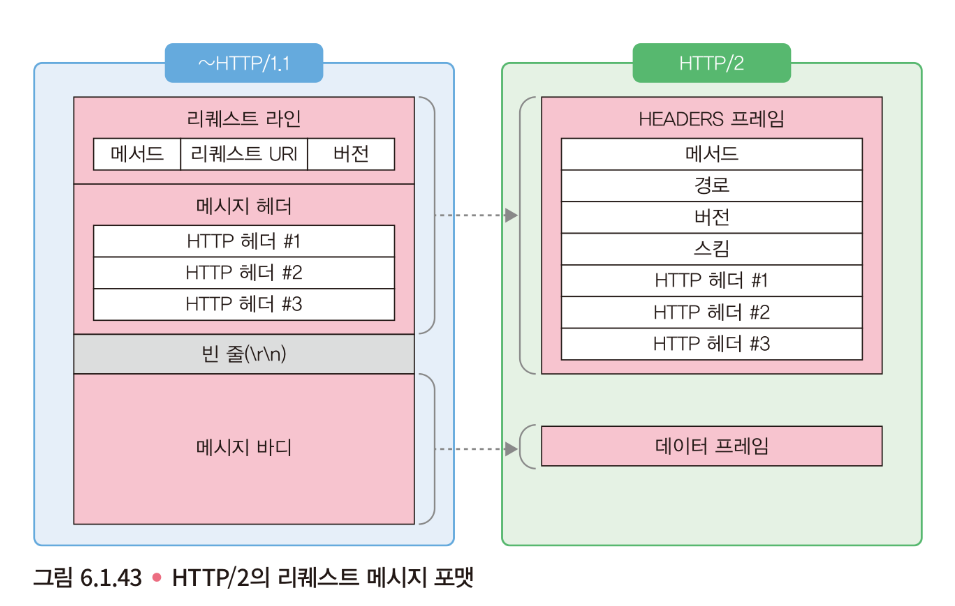 ~HTTP/1.1
리퀘스트 라인
메서드 리퀘스트 URI 버전
메시지 헤더
HTTP 헤더 #1
HTTP 헤더 #2
HTTP 헤더 #3
빈 줄(\r\n)
메시지 바디
HTTP/2
HEADERS 프레임
메서드
경로
버전
스킴
HTTP 헤더 #1
HTTP 헤더 #2
HTTP 헤더 #3
데이터 프레임
그림 6.1.43 • HTTP/2의 리퀘스트 메시지 포맷